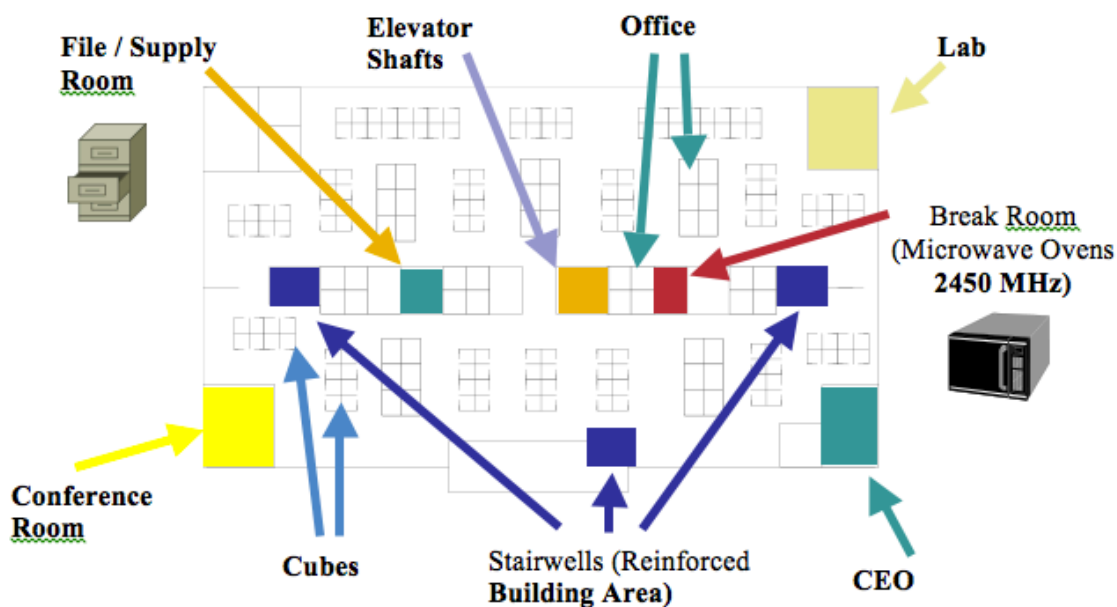 File / Supply
Room
Elevator
Shafts
Office
Lab
Break Room
(Microwave Ovens
2450 MHz)
Conference
Room
Cubes
Stairwells (Reinforced
Building Area)
CEO